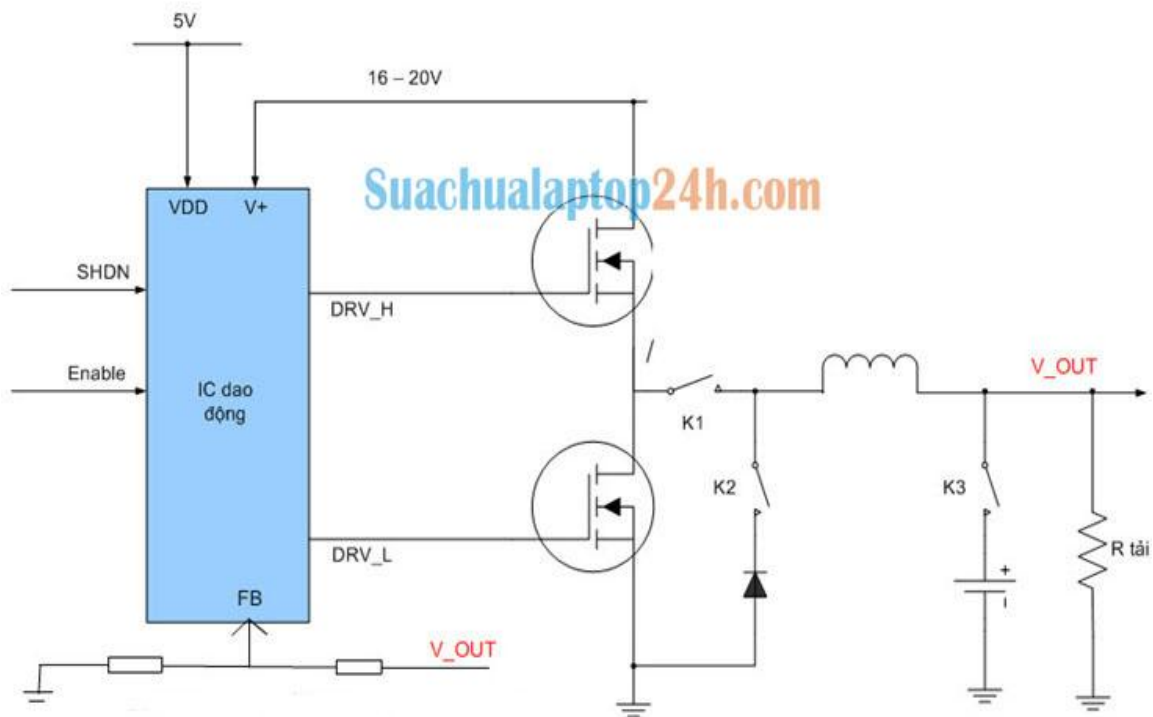 5V
16 – 20V
Suachualaptop24h.com
VDD V+
SHDN
DRV_H
Enable
IC dao
động
V_OUT
K1
K2
K3
R tải
+
–
DRV_L
FB
V_OUT